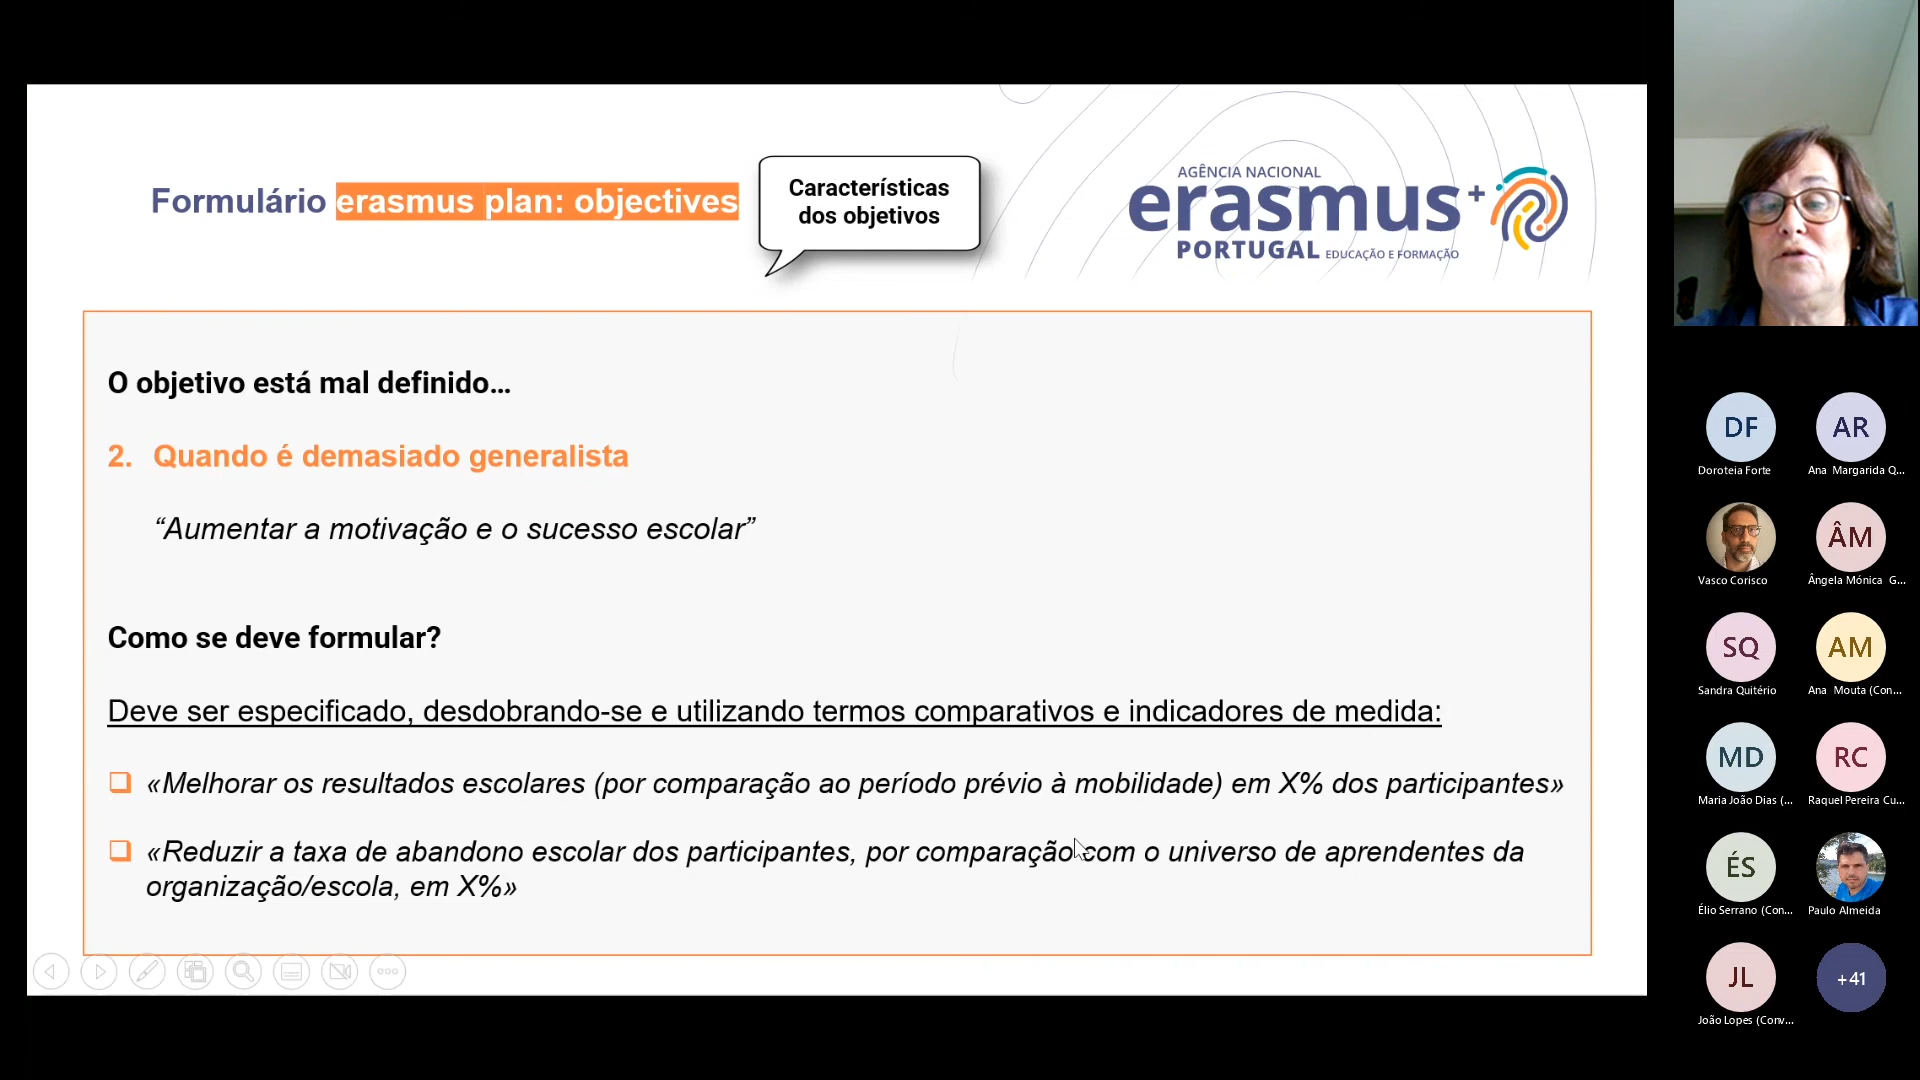 Formulário erasmus plan: objectives
Características
dos objetivos
AGÊNCIA NACIONAL
erasmus+
PORTUGAL EDUCAÇÃO E FORMAÇÃO
O objetivo está mal definido...
2. Quando é demasiado generalista
“Aumentar a motivação e o sucesso escolar”
Como se deve formular?
Deve ser especificado, desdobrando-se e utilizando termos comparativos e indicadores de medida:
❑ «Melhorar os resultados escolares (por comparação ao período prévio à mobilidade) em X% dos participantes»
❑ «Reduzir a taxa de abandono escolar dos participantes, por comparação com o universo de aprendentes da
organização/escola, em X%»
DF
Doroteia Forte
AR
Ana Margarida Q...
Vasco Corisco
ÂM
Ângela Mónica G...
SQ
Sandra Quitério
AM
Ana Mouta (Con...
MD
Maria João Dias (...
RC
Raquel Pereira Cu...
ÉS
Élio Serrano (Con...
Paulo Almeida
JL
João Lopes (Conv...
+41